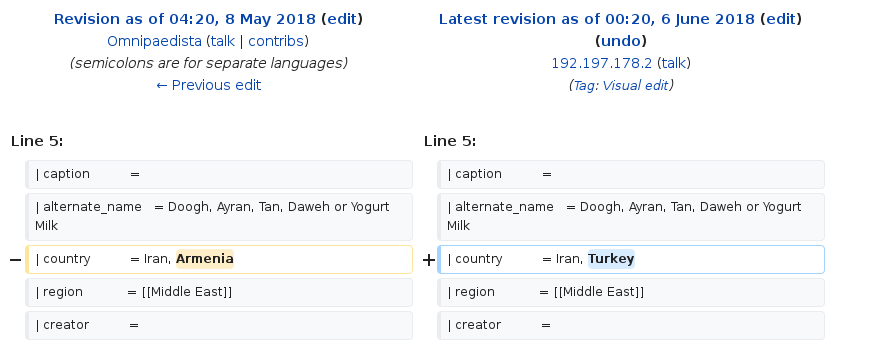 Revision as of 04:20, 8 May 2018 (edit)
Omnipaedista (talk | contribs)
(semicolons are for separate languages)
← Previous edit
Latest revision as of 00:20, 6 June 2018 (edit)
(undo)
192.197.178.2 (talk)
(Tag: Visual edit)
Line 5:
| caption =
| alternate_name = Doogh, Ayran, Tan, Daweh or Yogurt
Milk
− | country = Iran, Armenia
| region = [[Middle East]]
| creator =
Line 5:
| caption =
| alternate_name = Doogh, Ayran, Tan, Daweh or Yogurt
Milk
+ | country = Iran, Turkey
| region = [[Middle East]]
| creator =